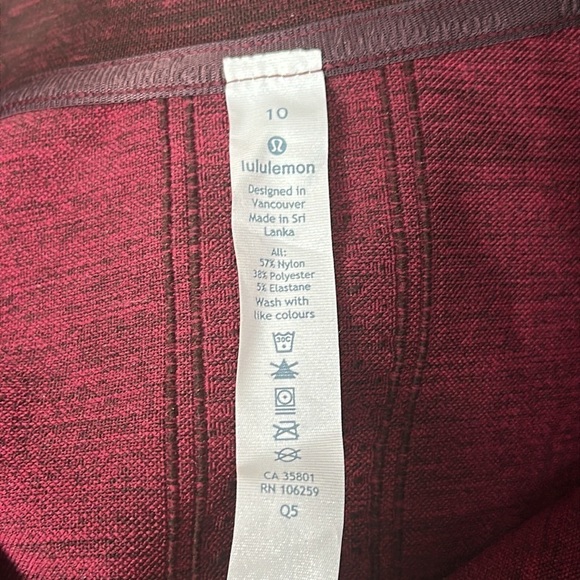 10
lululemon
Designed in
Vancouver
Made in Sri
Lanka
All:
57% Nylon
38% Polyester
5% Elastane
Wash with
like colours
30C
CA 35801
RN 106259
Q5